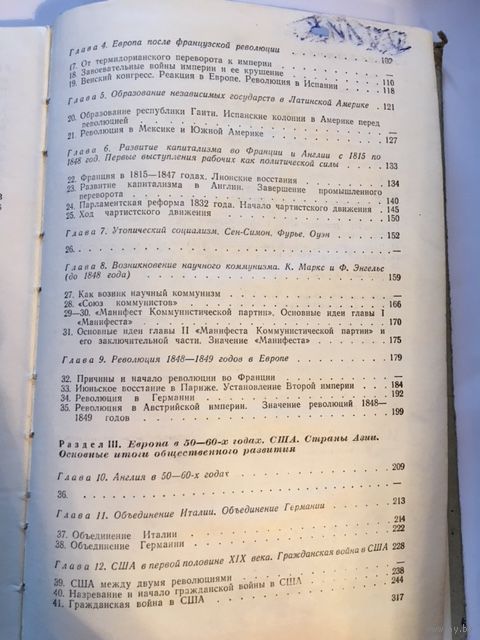 Глава 4. Европа после французской революции . . . 102
17. От термидорианского переворота к империи . . . —
18. Завоевательные войны империи и ее крушение . . . 110
19. Венский конгресс. Реакция в Европе. Революция в Испании 118
Глава 5. Образование независимых государств в Латинской Америке . 121
20. Образование республики Гаити. Испанские колонии в Америке перед
революцией . . . —
21. Революция в Мексике и Южной Америке . . . 127
Глава 6. Развитие капитализма во Франции и Англии с 1815 по
1848 год. Первые выступления рабочих как политической силы . . 133
22. Франция в 1815—1847 годах. Лионские восстания . . . 134
23. Развитие капитализма в Англии. Завершение промышленного
переворота . . . 140
24. Парламентская реформа 1832 года. Начало чартистского движения . 145
25. Ход чартистского движения . . . 150
Глава 7. Утопический социализм. Сен-Симон, Фурье, Оуэн . . 152
26. . . . —
Глава 8. Возникновение научного коммунизма. К. Маркс и Ф. Энгельс
(до 1848 года) . . . 159
27. Как возник научный коммунизм . . . —
28. «Союз коммунистов» . . . 166
29—30. «Манифест Коммунистической партии». Основные идеи главы I
«Манифеста» . . . 170
31. Основные идеи главы II «Манифеста Коммунистической партии» и
его заключительной части. Значение «Манифеста» . . . 175
Глава 9. Революция 1848—1849 годов в Европе . . . 179
32. Причины и начало революции во Франции . . . —
33. Июньское восстание в Париже. Установление Второй империи . . 184
34. Революция в Германии . . . 192
35. Революция в Австрийской империи. Значение революций 1848—
1849 годов . . . 199
Раздел III. Европа в 50—60-х годах. США. Страны Азии.
Основные итоги общественного развития
Глава 10. Англия в 50—60-х годах . . . 209
36. . . . —
Глава 11. Объединение Италии. Объединение Германии . . . 213
37. Объединение Италии . . . 214
38. Объединение Германии . . . 222
Глава 12. США в первой половине XIX века. Гражданская война в США 228
39. США между двумя революциями . . . —
40. Назревание и начало гражданской войны в США . . . 238
41. Гражданская война в США . . . 244
317